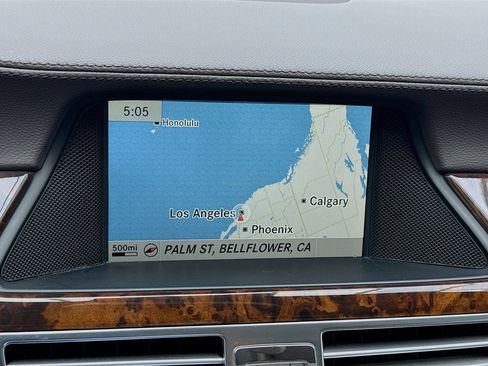 5:05
Honolulu
Calgary
Los Angeles
Phoenix
500mi
PALM ST, BELLFLOWER, CA